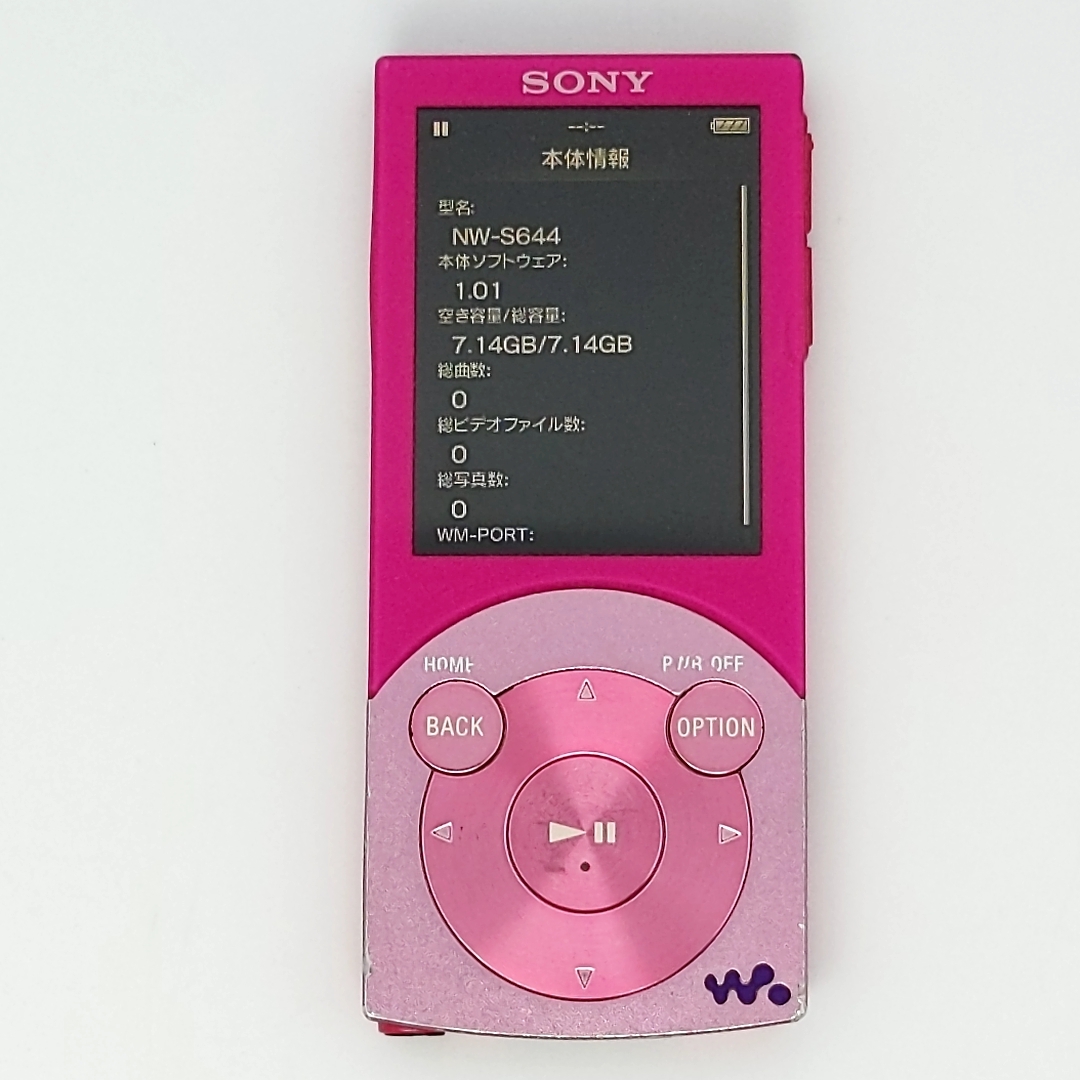 SONY
--:--
本体情報
型名:
NW-S644
本体ソフトウェア:
1.01
空き容量/総容量:
7.14GB/7.14GB
総曲数:
0
総ビデオファイル数:
0
総写真数:
0
WM-PORT:
HOME
PWR OFF
BACK
OPTION